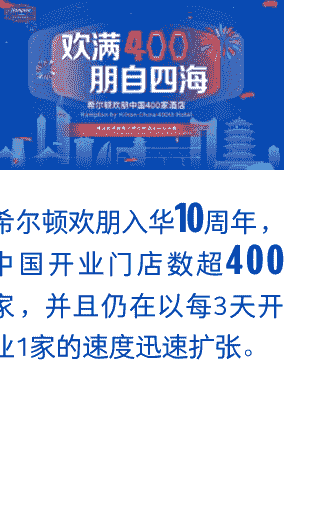 欢满400
朋自四海
希尔顿欢朋中国400家酒店
Hampton by Hilton China 400th Hotel
希尔顿欢朋入华10周年，
中国开业门店数超400
家，并且仍在以每3天开
业1家的速度迅速扩张。